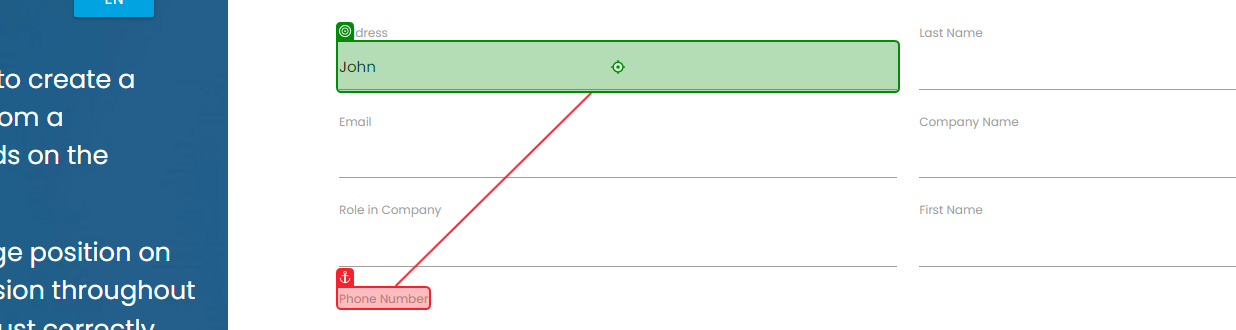 EN
to create a
om a
ds on the
ge position on
sion throughout
ust correctly
dress
Last Name
John
Email
Company Name
Role in Company
First Name
Phone Number